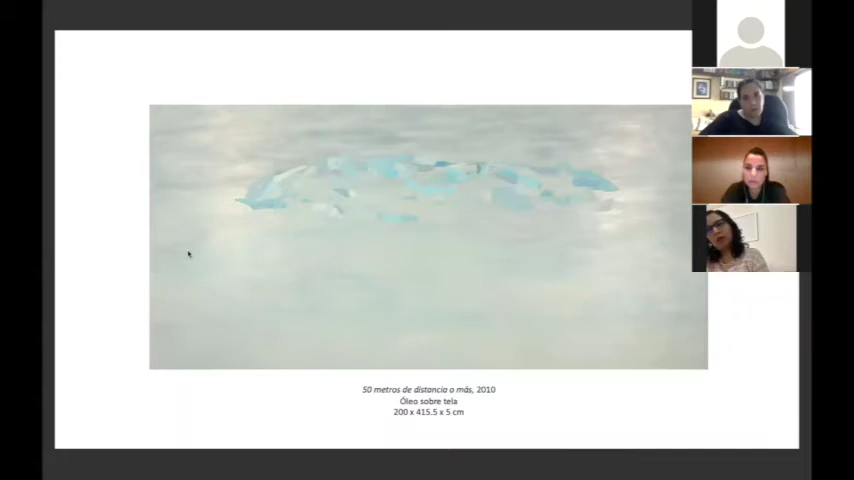 50 metros de distancia o más, 2010
Óleo sobre tela
200 x 415.5 x 5 cm